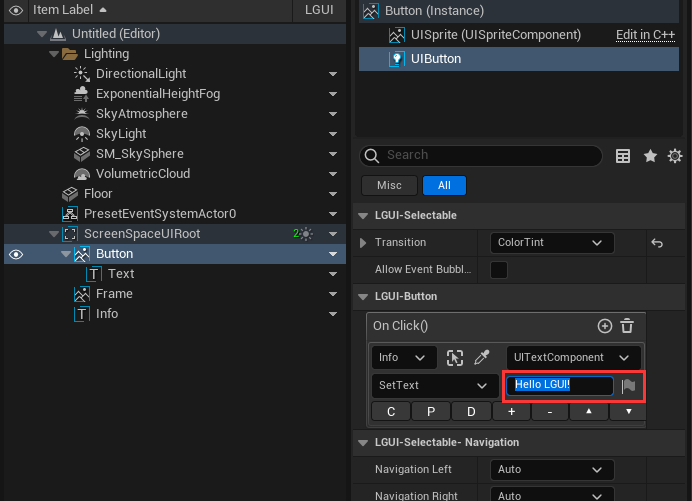 Item Label
LGUI
Untitled (Editor)
Lighting
DirectionalLight
ExponentialHeightFog
SkyAtmosphere
SkyLight
SM_SkySphere
VolumetricCloud
Floor
PresetEventSystemActor0
ScreenSpaceUIRoot
2
Button
T Text
Frame
T Info
Button (Instance)
UISprite (UISpriteComponent)
Edit in C++
UIButton
Search
Misc
All
LGUI-Selectable
Transition
ColorTint
Allow Event Bubbl...
LGUI-Button
On Click()
Info
UITextComponent
SetText
Hello LGUI!
C P D + -
LGUI-Selectable- Navigation
Navigation Left
Auto
Navigation Right
Auto